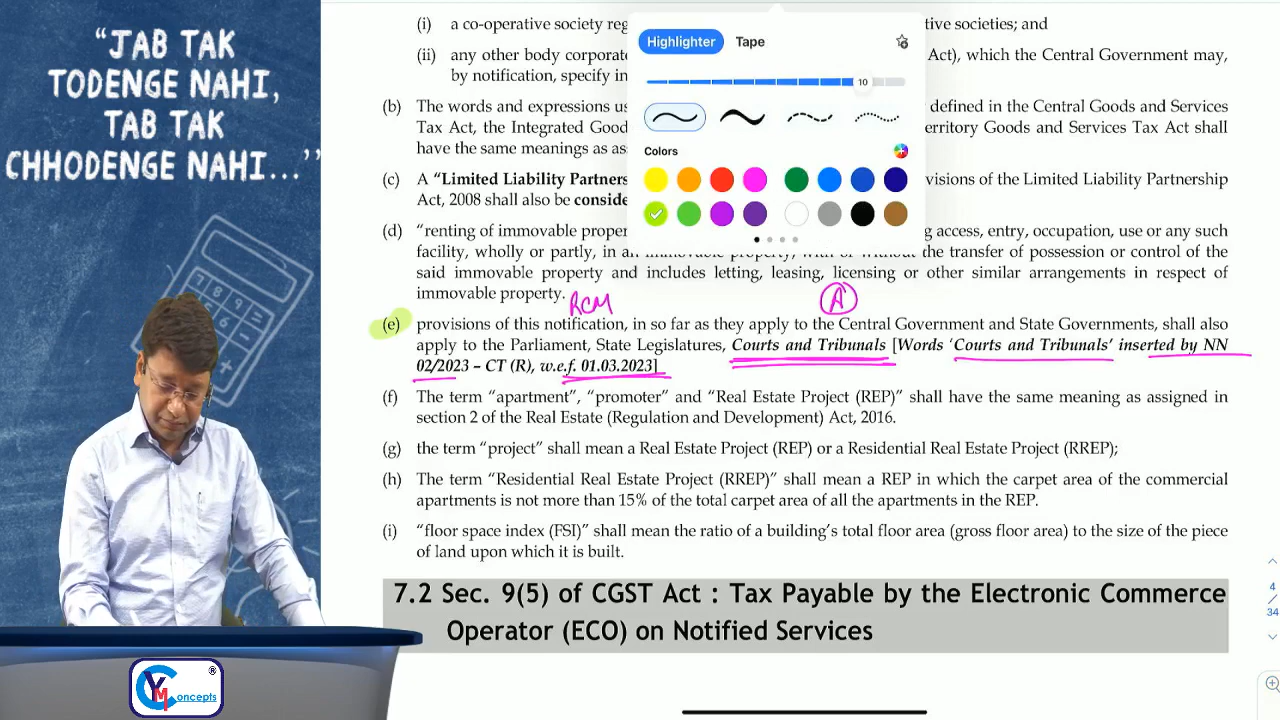 “JAB TAK
TODENGE NAHI,
TAB TAK
CHHODENGE NAHI...’’
(i) a co-operative society reg
tive societies; and
(ii) any other body corporat
Act), which the Central Government may,
by notification, specify in
Highlighter Tape
10
Colors
(b) The words and expressions us
defined in the Central Goods and Services
Tax Act, the Integrated Good
erritory Goods and Services Tax Act shall
have the same meanings as as
(c) A “Limited Liability Partners
visions of the Limited Liability Partnership
Act, 2008 shall also be conside
(d) “renting of immovable proper
g access, entry, occupation, use or any such
facility, wholly or partly, in an immovable property, with or without the transfer of possession or control of the
said immovable property and includes letting, leasing, licensing or other similar arrangements in respect of
immovable property.
RCM
A
(e) provisions of this notification, in so far as they apply to the Central Government and State Governments, shall also
apply to the Parliament, State Legislatures, Courts and Tribunals [Words ‘Courts and Tribunals’ inserted by NN
02/2023 – CT (R), w.e.f. 01.03.2023]
(f) The term “apartment”, “promoter” and “Real Estate Project (REP)” shall have the same meaning as assigned in
section 2 of the Real Estate (Regulation and Development) Act, 2016.
(g) the term “project” shall mean a Real Estate Project (REP) or a Residential Real Estate Project (RREP);
(h) The term “Residential Real Estate Project (RREP)” shall mean a REP in which the carpet area of the commercial
apartments is not more than 15% of the total carpet area of all the apartments in the REP.
(i) “floor space index (FSI)” shall mean the ratio of a building’s total floor area (gross floor area) to the size of the piece
of land upon which it is built.
7.2 Sec. 9(5) of CGST Act : Tax Payable by the Electronic Commerce
Operator (ECO) on Notified Services
4
/
34
YM Concepts ®